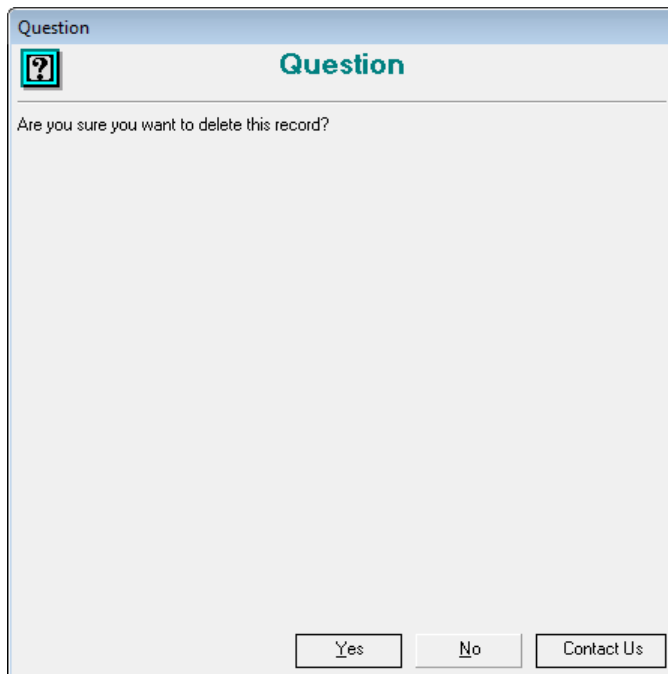 Question
Question
Are you sure you want to delete this record?
Yes
No
Contact Us